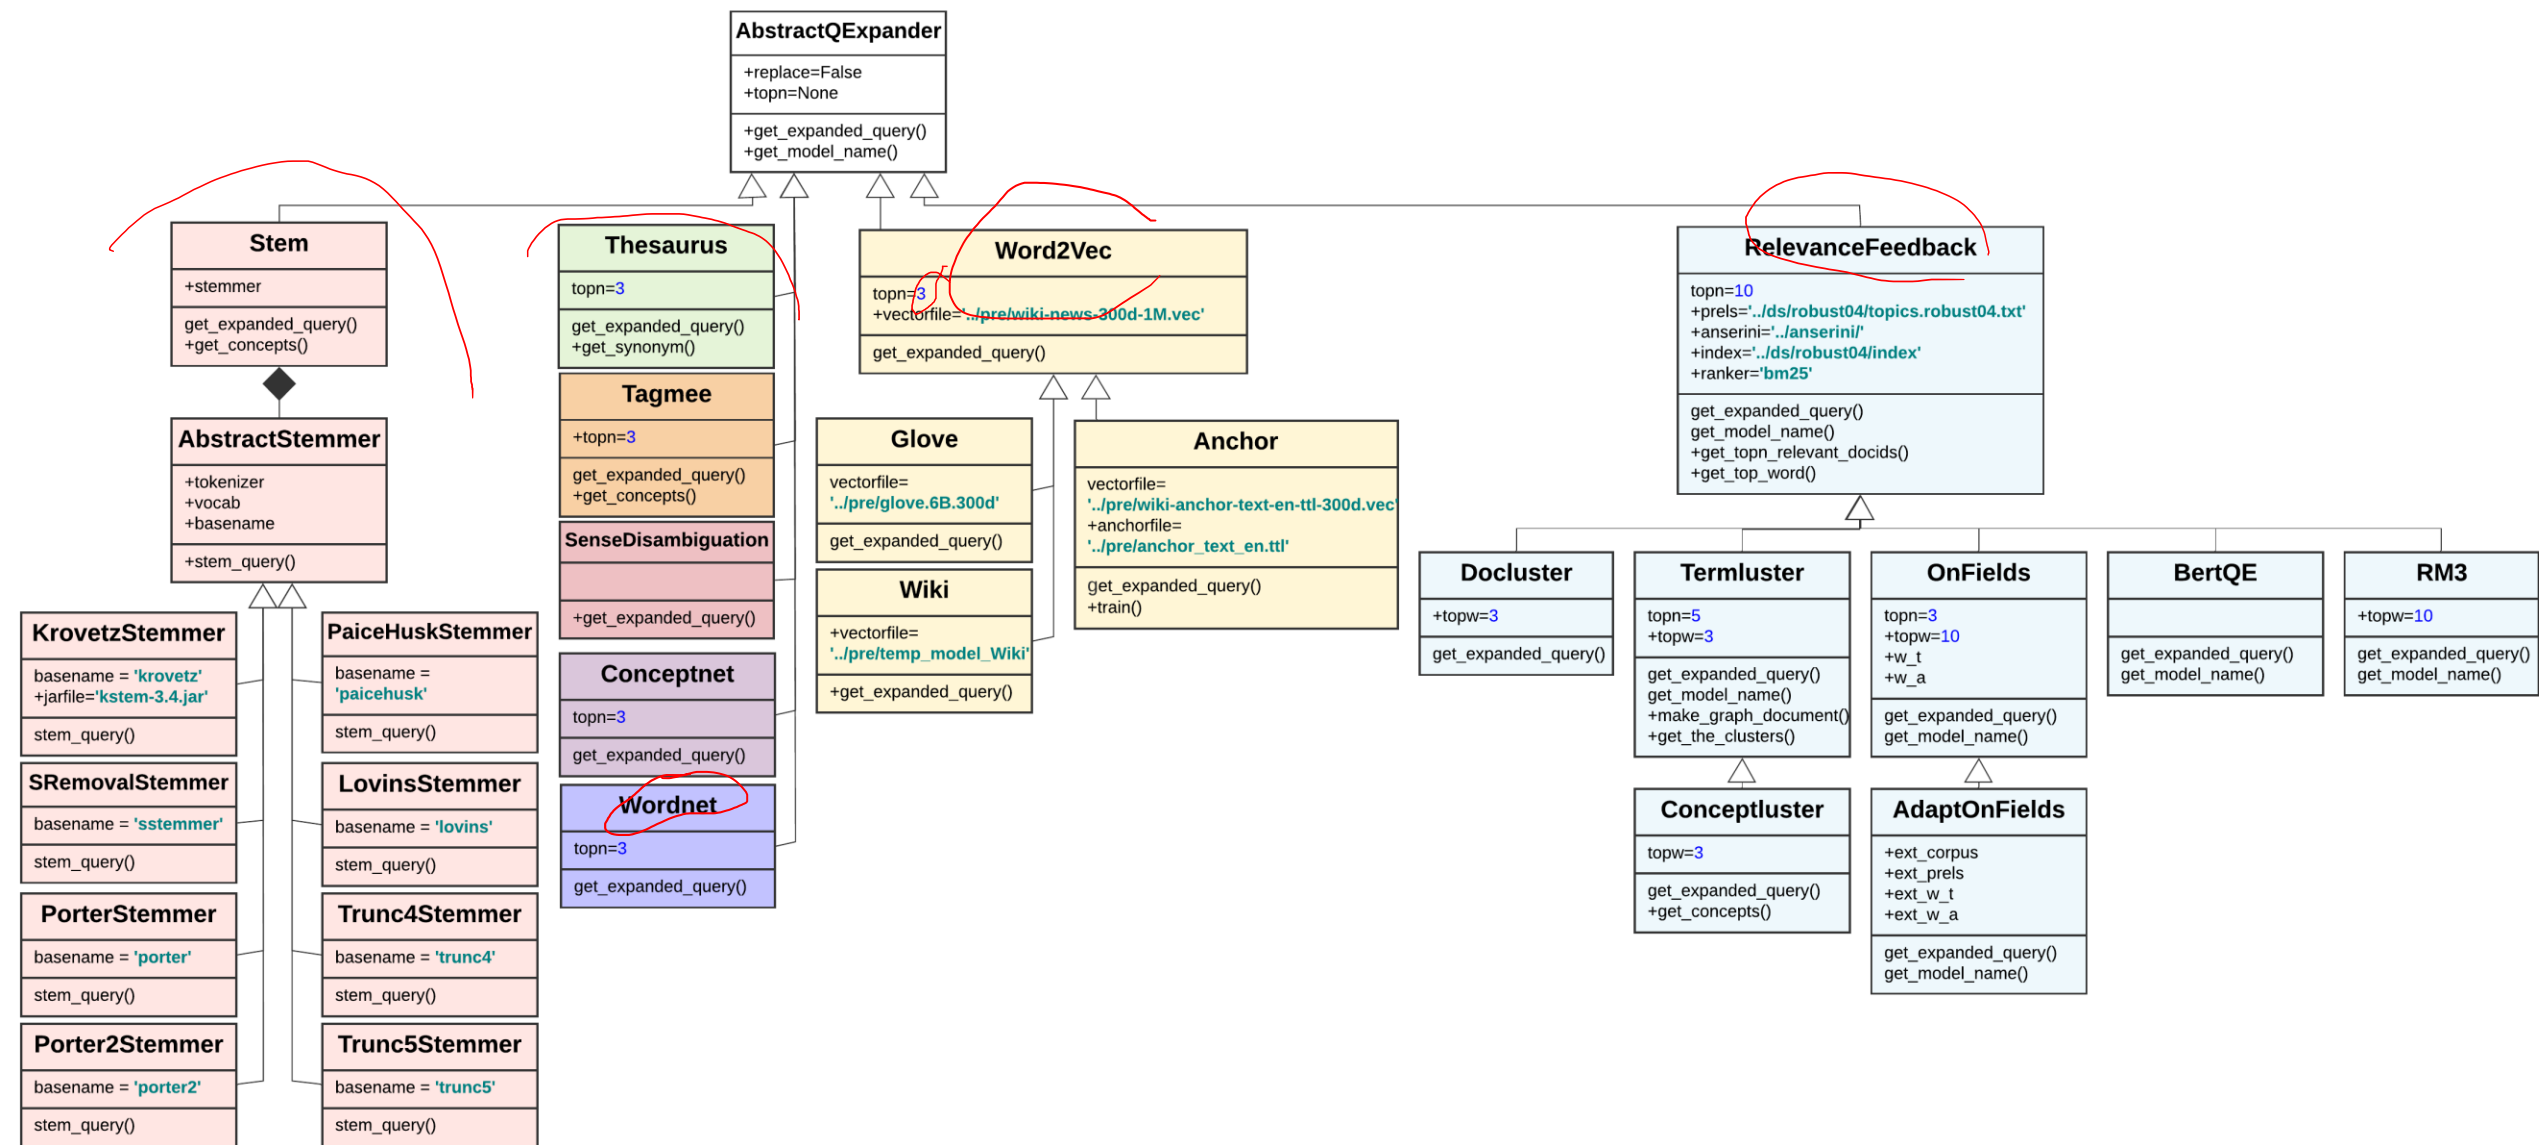 AbstractQExpander
+replace=False
+topn=None
+get_expanded_query()
+get_model_name()
Stem
+stemmer
get_expanded_query()
+get_concepts()
AbstractStemmer
+tokenizer
+vocab
+basename
+stem_query()
KrovetzStemmer
basename = 'krovetz'
+jarfile='kstem-3.4.jar'
stem_query()
SRemovalStemmer
basename = 'sstemmer'
stem_query()
PorterStemmer
basename = 'porter'
stem_query()
Porter2Stemmer
basename = 'porter2'
stem_query()
PaiceHuskStemmer
basename =
'paicehusk'
stem_query()
LovinsStemmer
basename = 'lovins'
stem_query()
Trunc4Stemmer
basename = 'trunc4'
stem_query()
Trunc5Stemmer
basename = 'trunc5'
stem_query()
Thesaurus
topn=3
get_expanded_query()
+get_synonym()
Tagmee
+topn=3
get_expanded_query()
+get_concepts()
SenseDisambiguation
+get_expanded_query()
Conceptnet
topn=3
get_expanded_query()
Wordnet
topn=3
get_expanded_query()
Word2Vec
topn=3
+vectorfile='../pre/wiki-news-300d-1M.vec'
get_expanded_query()
Glove
vectorfile=
'../pre/glove.6B.300d'
get_expanded_query()
Wiki
+vectorfile=
'../pre/temp_model_Wiki'
+get_expanded_query()
Anchor
vectorfile=
'../pre/wiki-anchor-text-en-ttl-300d.vec'
+anchorfile=
'../pre/anchor_text_en.ttl'
get_expanded_query()
+train()
RelevanceFeedback
topn=10
+prels='../ds/robust04/topics.robust04.txt'
+anserini='../anserini/'
+index='../ds/robust04/index'
+ranker='bm25'
get_expanded_query()
get_model_name()
+get_topn_relevant_docids()
+get_top_word()
Docluster
+topw=3
get_expanded_query()
Termluster
topn=5
+topw=3
get_expanded_query()
get_model_name()
+make_graph_document()
+get_the_clusters()
Conceptluster
topw=3
get_expanded_query()
+get_concepts()
OnFields
topn=3
+topw=10
+w_t
+w_a
get_expanded_query()
get_model_name()
AdaptOnFields
+ext_corpus
+ext_prels
+ext_w_t
+ext_w_a
get_expanded_query()
get_model_name()
BertQE
get_expanded_query()
get_model_name()
RM3
+topw=10
get_expanded_query()
get_model_name()